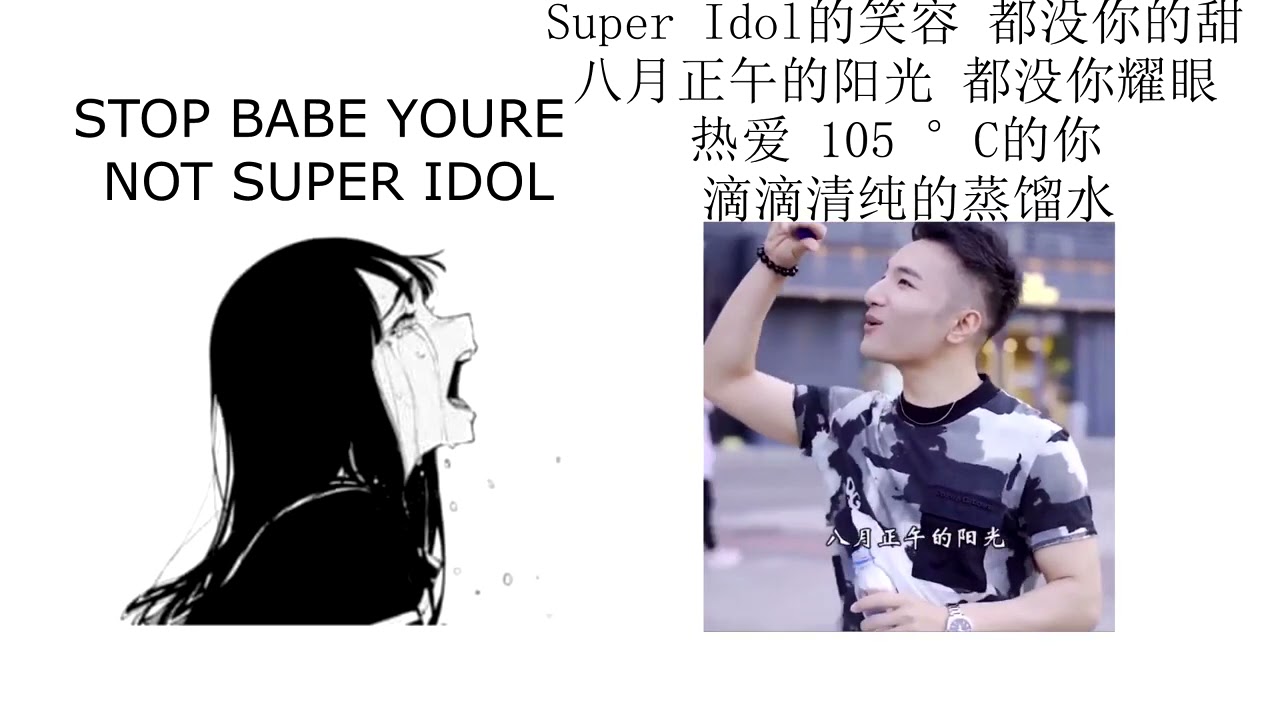 STOP BABE YOURE
NOT SUPER IDOL
Super Idol的笑容 都没你的甜
八月正午的阳光 都没你耀眼
热爱 105 °C的你
滴滴清纯的蒸馏水
八月正午的阳光